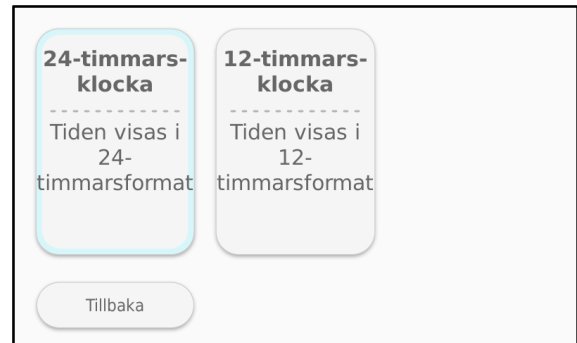 24-timmars-
klocka
Tiden visas i
24-
timmarsformat
12-timmars-
klocka
Tiden visas i
12-
timmarsformat
Tillbaka